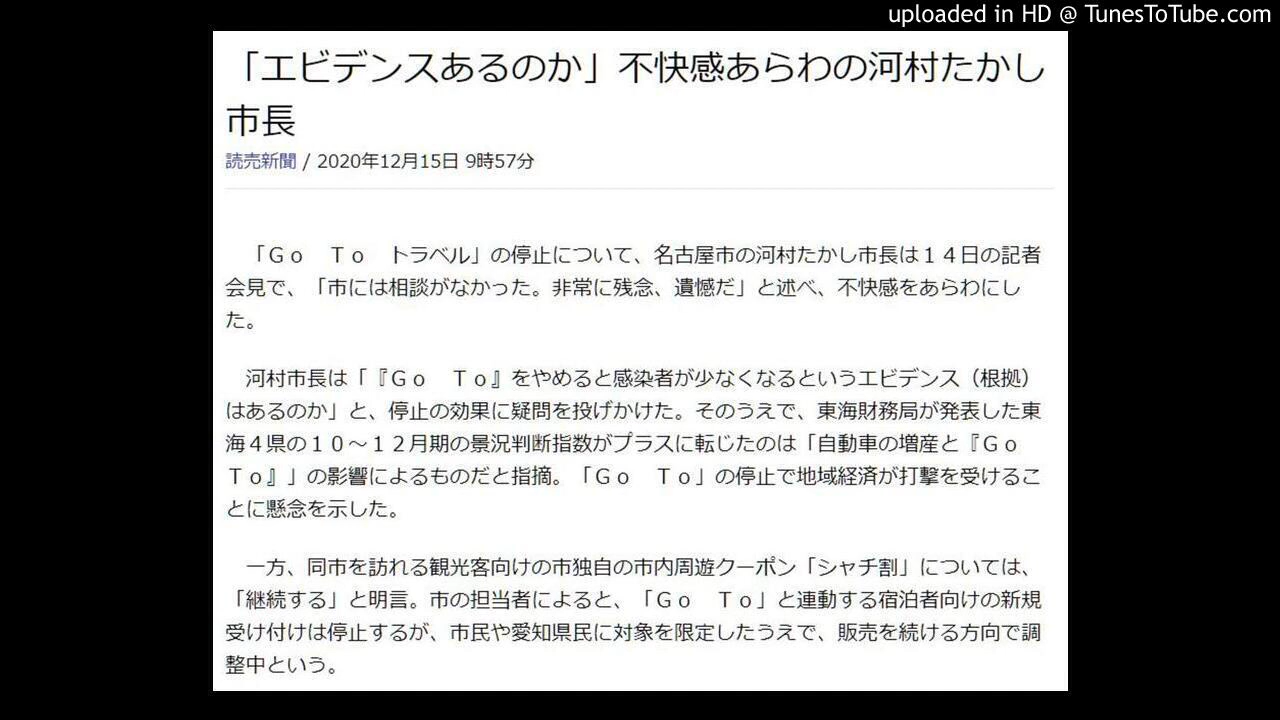 uploaded in HD @ TunesToTube.com
「エビデンスあるのか」不快感あらわの河村たかし
市長
読売新聞 / 2020年12月15日 9時57分
「Ｇｏ　Ｔｏ　トラベル」の停止について、名古屋市の河村たかし市長は１４日の記者
会見で、「市には相談がなかった。非常に残念、遺憾だ」と述べ、不快感をあらわにし
た。
河村市長は「『Ｇｏ　Ｔｏ』をやめると感染者が少なくなるというエビデンス（根拠）
はあるのか」と、停止の効果に疑問を投げかけた。そのうえで、東海財務局が発表した東
海４県の１０～１２月期の景況判断指数がプラスに転じたのは「自動車の増産と『Ｇｏ
Ｔｏ』」の影響によるものだと指摘。「Ｇｏ　Ｔｏ」の停止で地域経済が打撃を受けるこ
とに懸念を示した。
一方、同市を訪れる観光客向けの市独自の市内周遊クーポン「シャチ割」については、
「継続する」と明言。市の担当者によると、「Ｇｏ　Ｔｏ」と連動する宿泊者向けの新規
受け付けは停止するが、市民や愛知県民に対象を限定したうえで、販売を続ける方向で調
整中という。